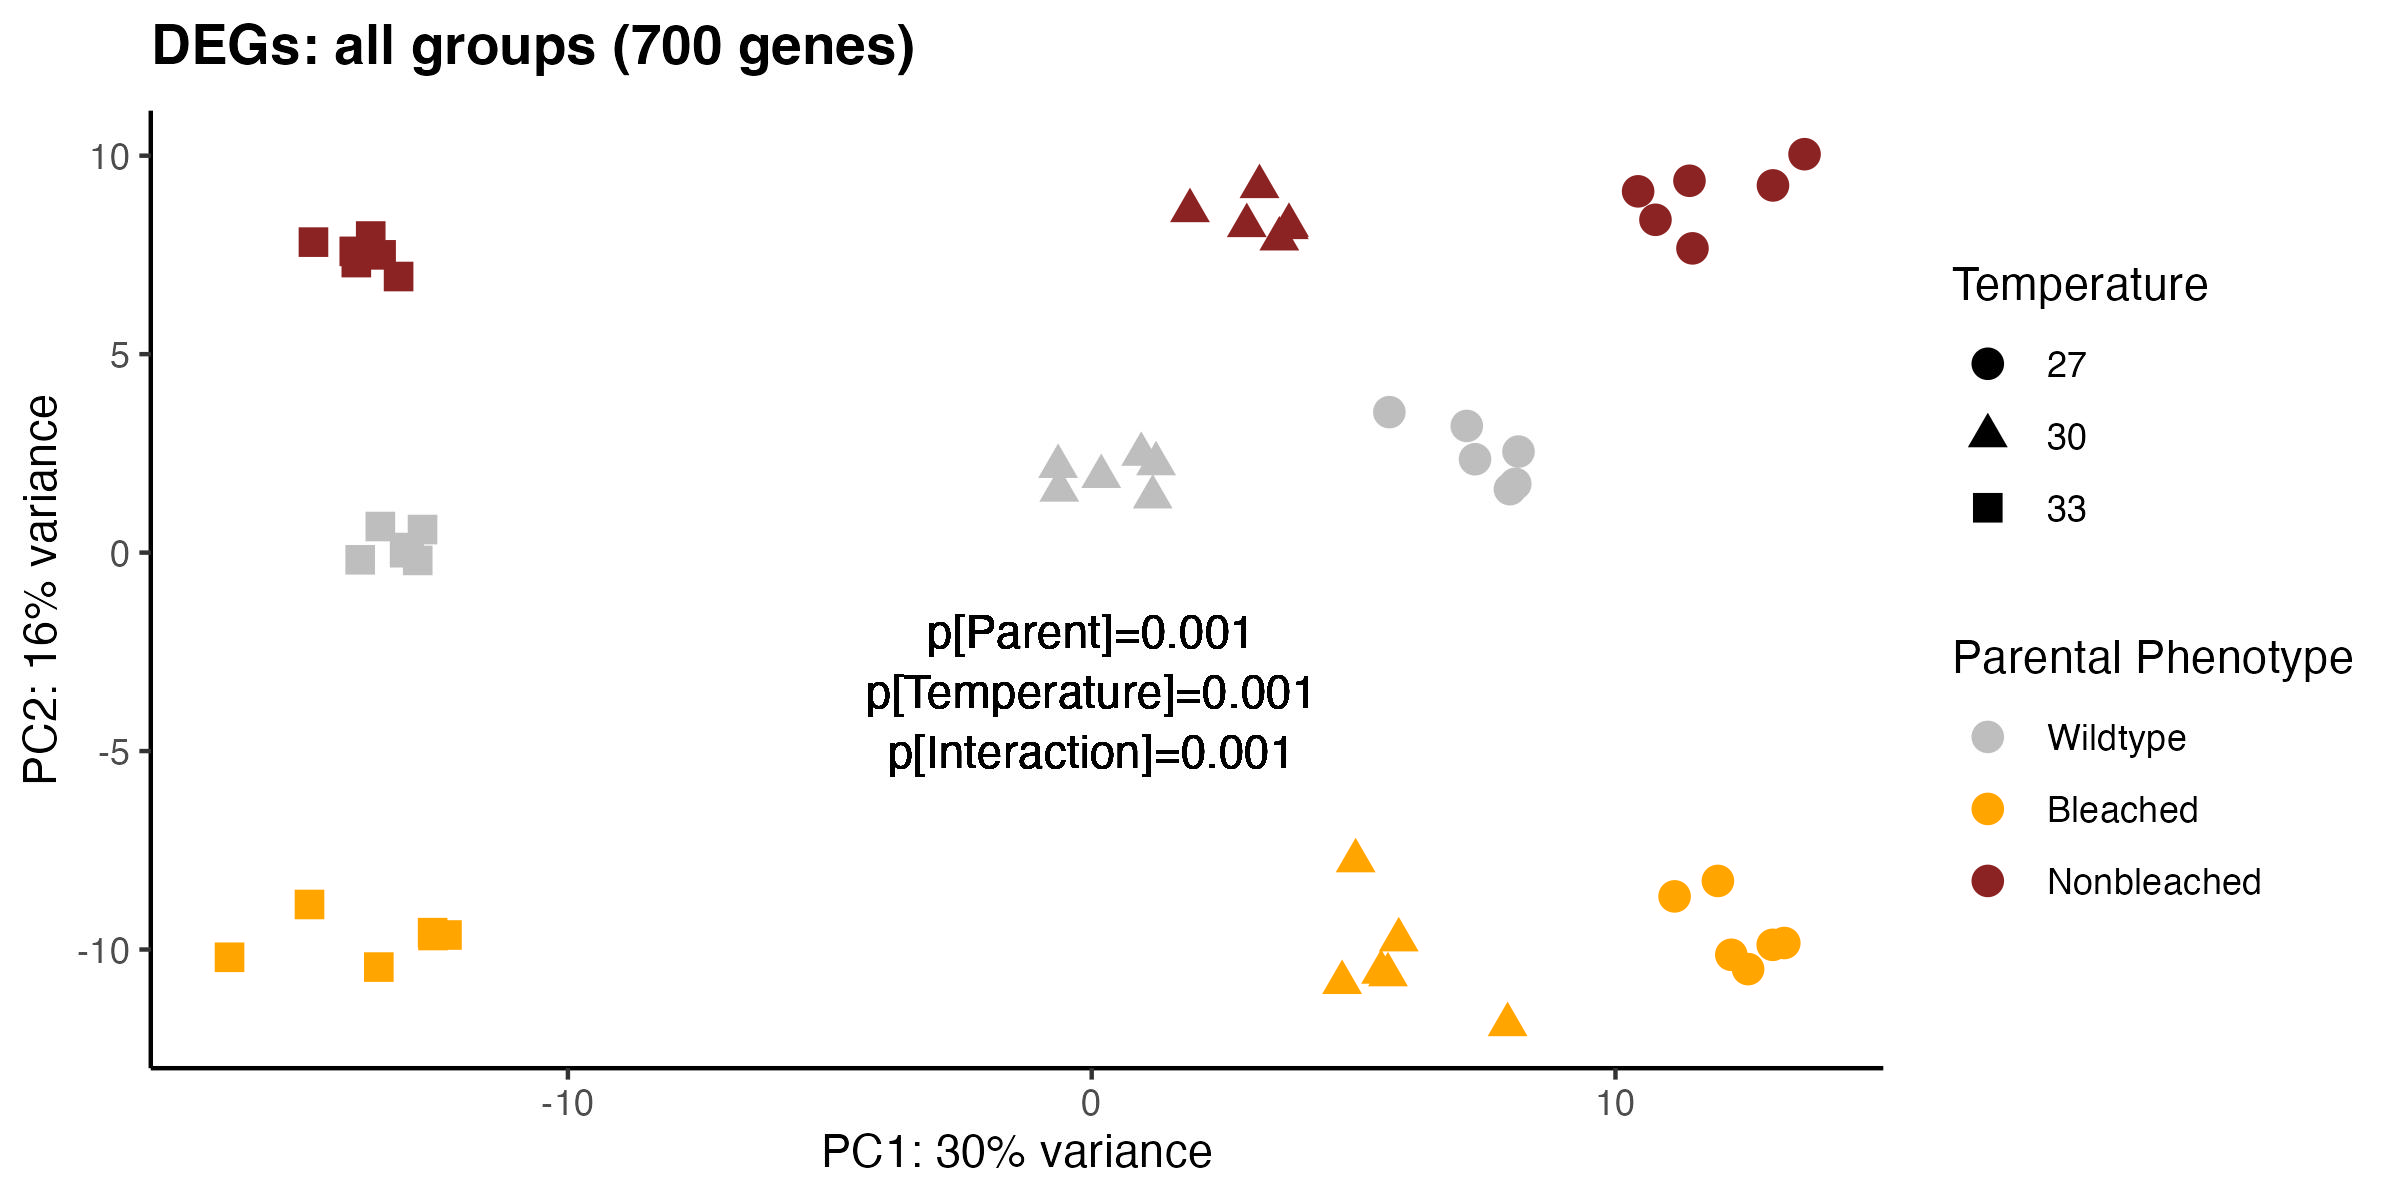 DEGs: all groups (700 genes)
10
5
0
-5
-10
PC2: 16% variance
p[Parent]=0.001
p[Temperature]=0.001
p[Interaction]=0.001
-10
0
10
PC1: 30% variance
Temperature
27
30
33
Parental Phenotype
Wildtype
Bleached
Nonbleached